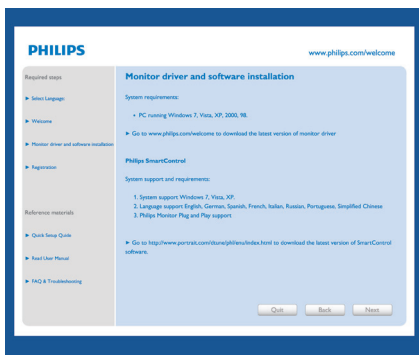 PHILIPS
www.philips.com/welcome
Required steps
Select Language:
Welcome
Monitor driver and software installation
Registration
Reference materials
Quick Setup Quide
Read User Manual
FAQ & Troubleshooting
Monitor driver and software installation
System requirements:
• PC running Windows 7, Vista, XP, 2000, 98.
Go to www.philips.com/welcome to download the latest version of monitor driver
Philips SmartControl
System support and requirements:
1. System support Windows 7, Vista, XP.
2. Language support English, German, Spanish, French, Italian, Russian, Portuguese, Simplified Chinese
3. Philips Monitor Plug and Play support
Go to http://www.portrait.com/dtune/phl/enu/index.html to download the latest version of SmartControl
software.
Quit
Back
Next